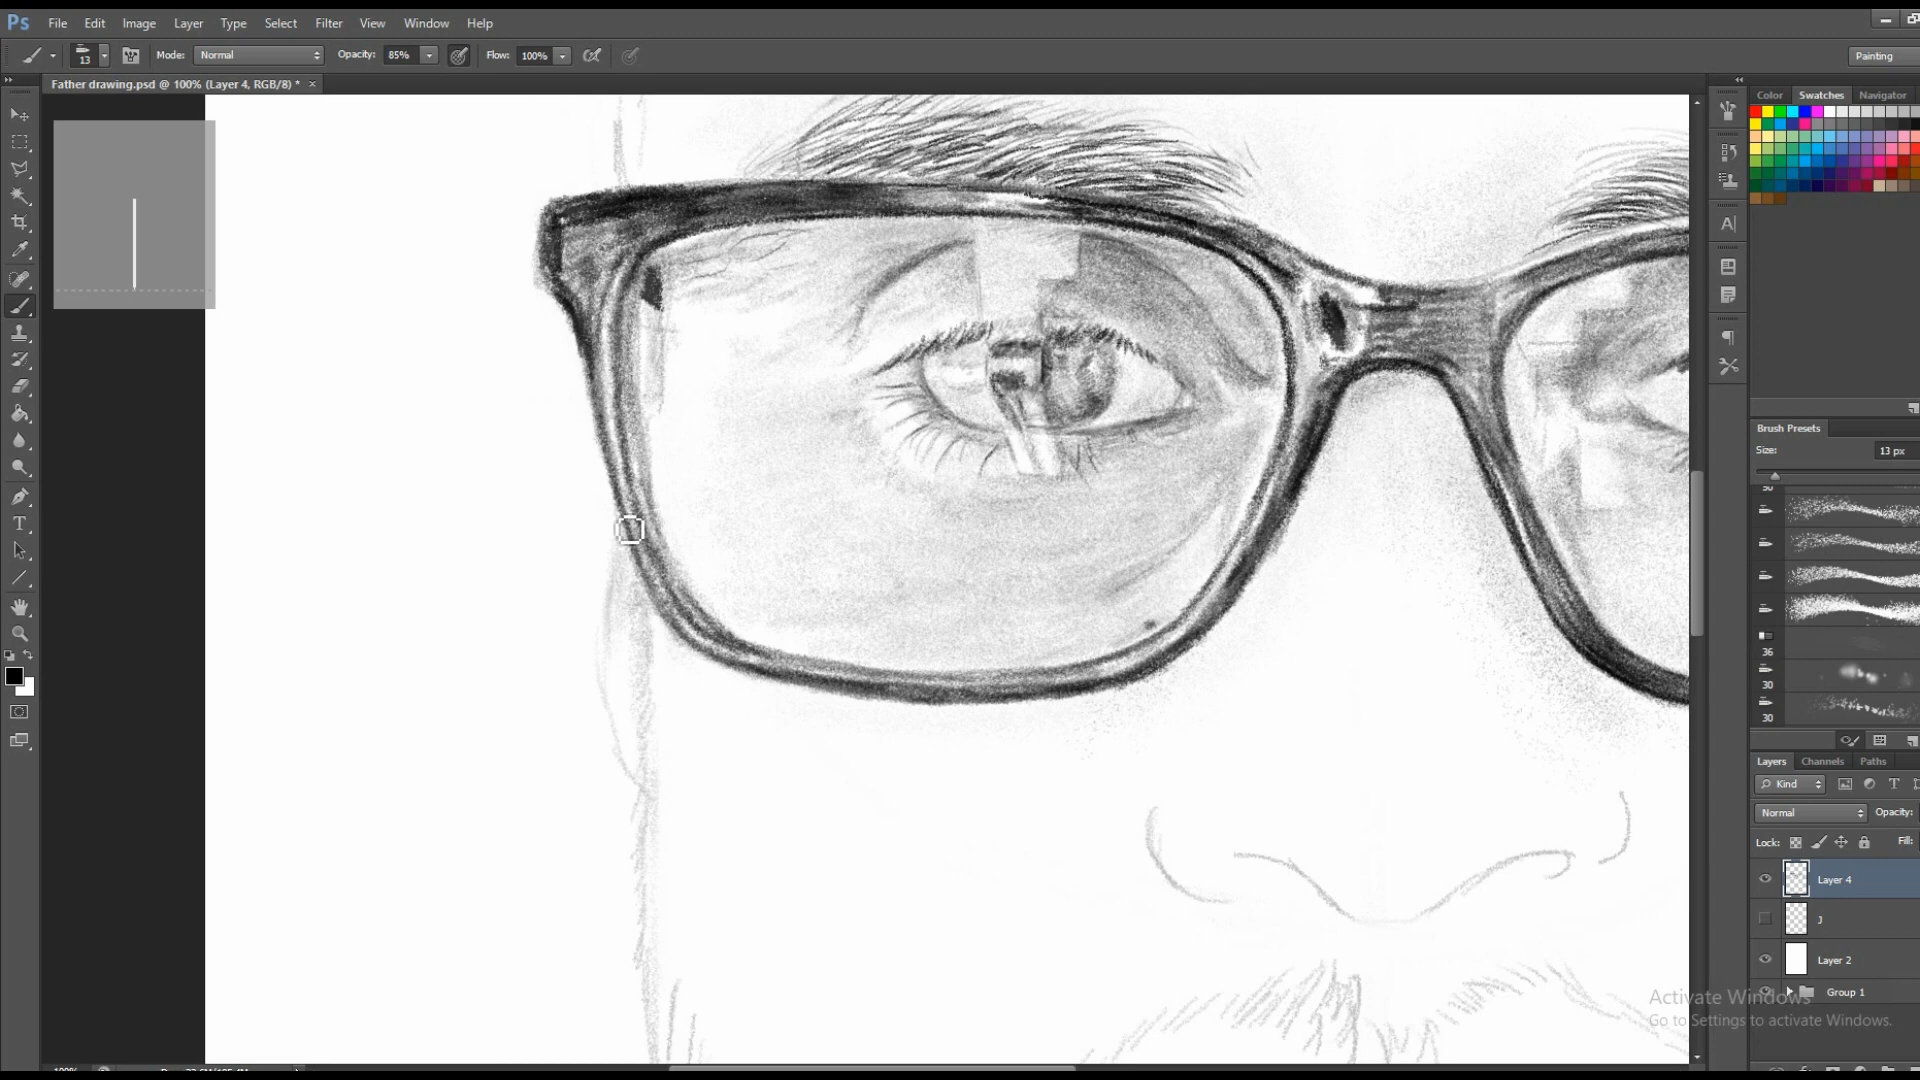 Ps File Edit Image Layer Type Select Filter View Window Help
13 Mode: Normal Opacity: 85% Flow: 100% Painting
Father drawing.psd @ 100% (Layer 4, RGB/8) * ×
Color Swatches Navigator
Brush Presets
Size: 13 px
50
36
30
30
Layers Channels Paths
Kind
Normal Opacity:
Lock: Fill:
Layer 4
J
Layer 2
Group 1
Activate Windows
Go to Settings to activate Windows.
100%